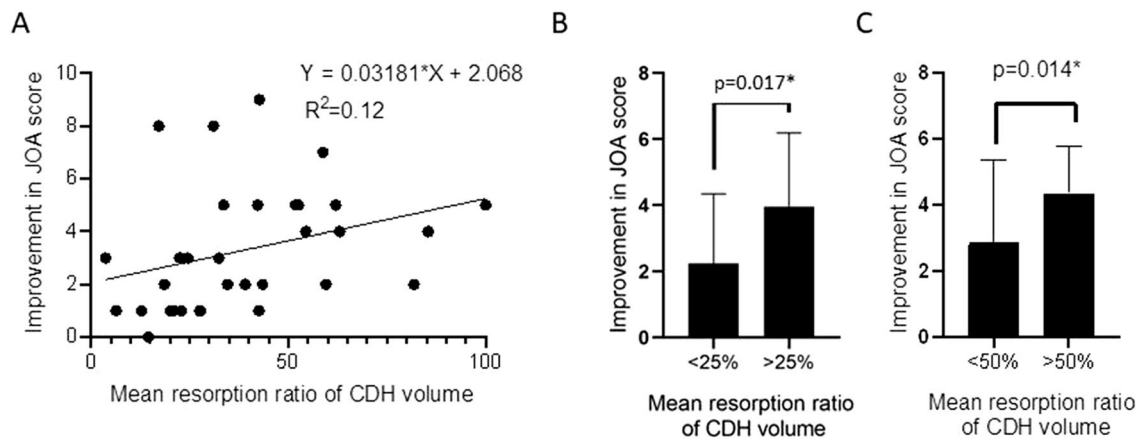 A
Improvement in JOA score
10
8
6
4
2
0
Y = 0.03181*X + 2.068
R²=0.12
0
50
100
Mean resorption ratio of CDH volume
B
Improvement in JOA score
8
6
4
2
0
p=0.017*
<25% >25%
Mean resorption ratio
of CDH volume
C
Improvement in JOA score
8
6
4
2
0
p=0.014*
<50% >50%
Mean resorption ratio
of CDH volume